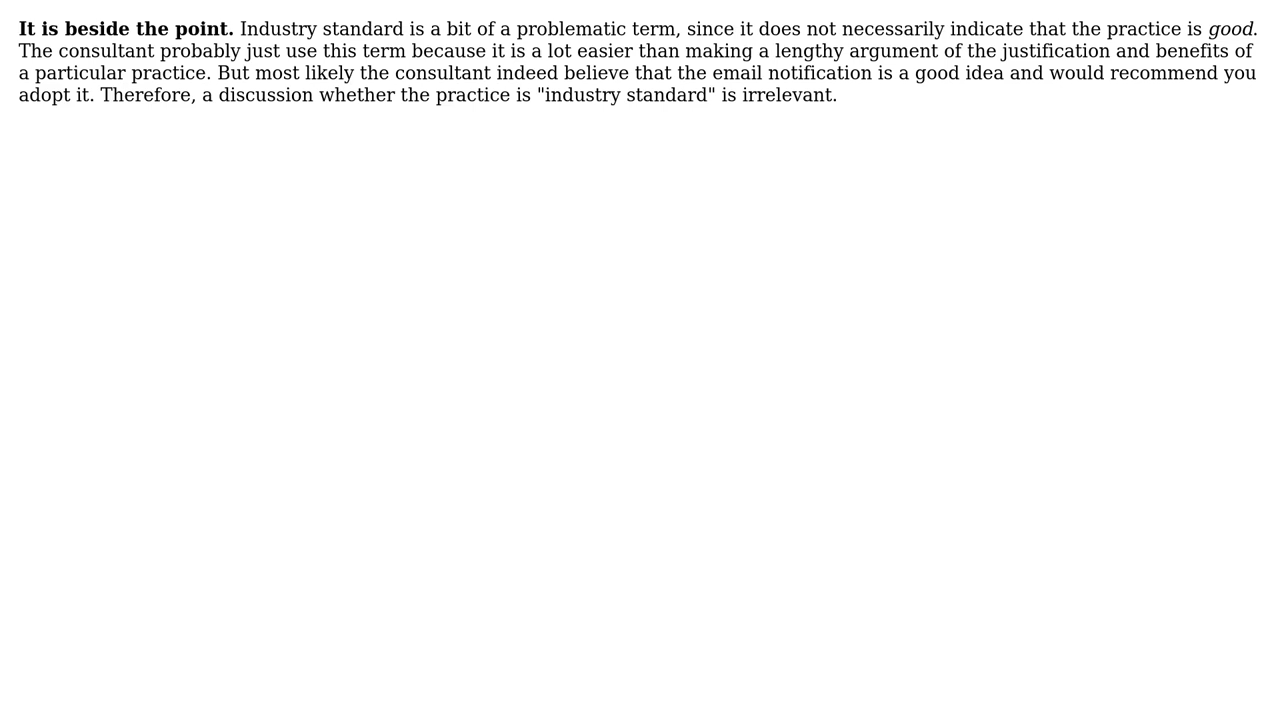 It is beside the point. Industry standard is a bit of a problematic term, since it does not necessarily indicate that the practice is good.
The consultant probably just use this term because it is a lot easier than making a lengthy argument of the justification and benefits of
a particular practice. But most likely the consultant indeed believe that the email notification is a good idea and would recommend you
adopt it. Therefore, a discussion whether the practice is "industry standard" is irrelevant.